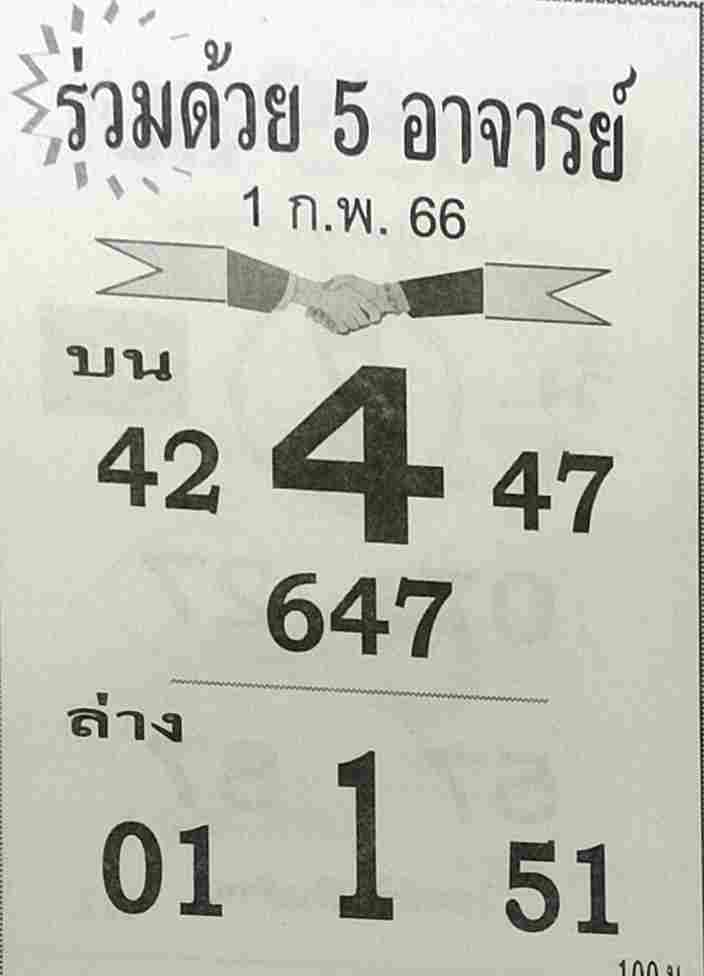 ร่วมด้วย 5 อาจารย์
1 ก.พ. 66
บน
42 4 47
647
ล่าง
01 1 51